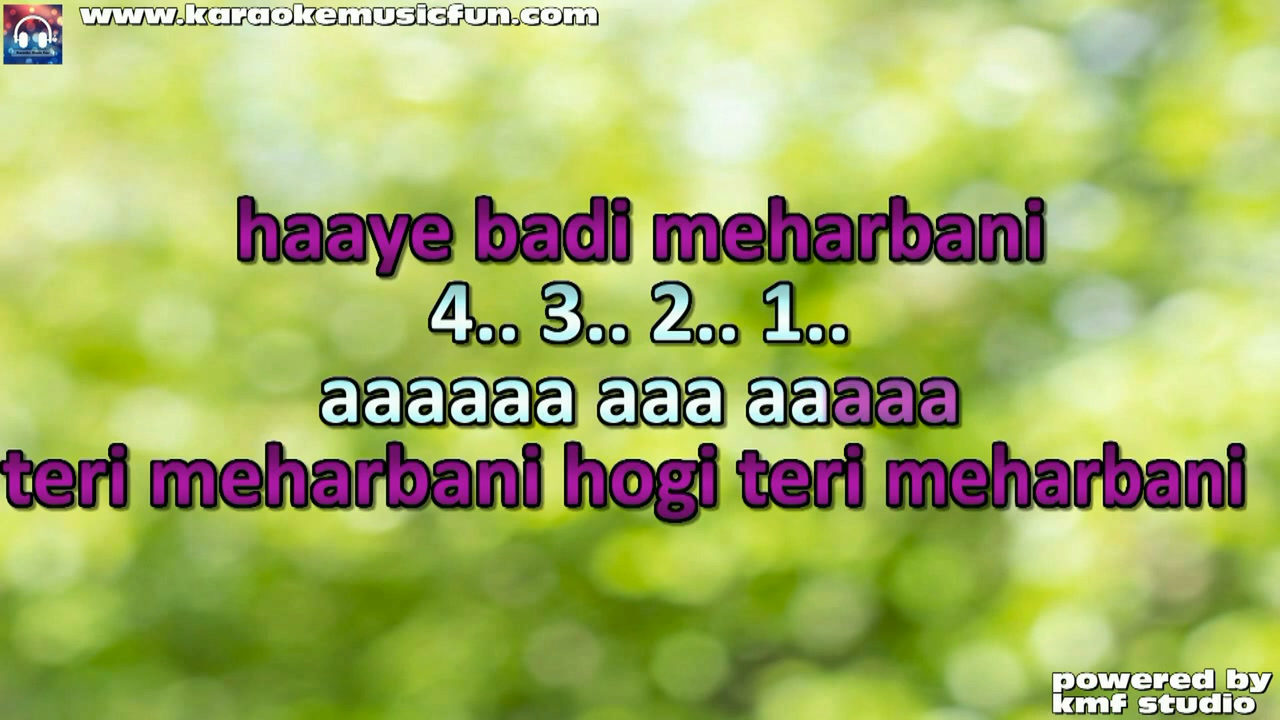 www.karaokemusicfun.com
haaye badi meharbani
4.. 3.. 2.. 1..
aaaaaa aaa aaaaa
teri meharbani hogi teri meharbani
powered by
kmf studio